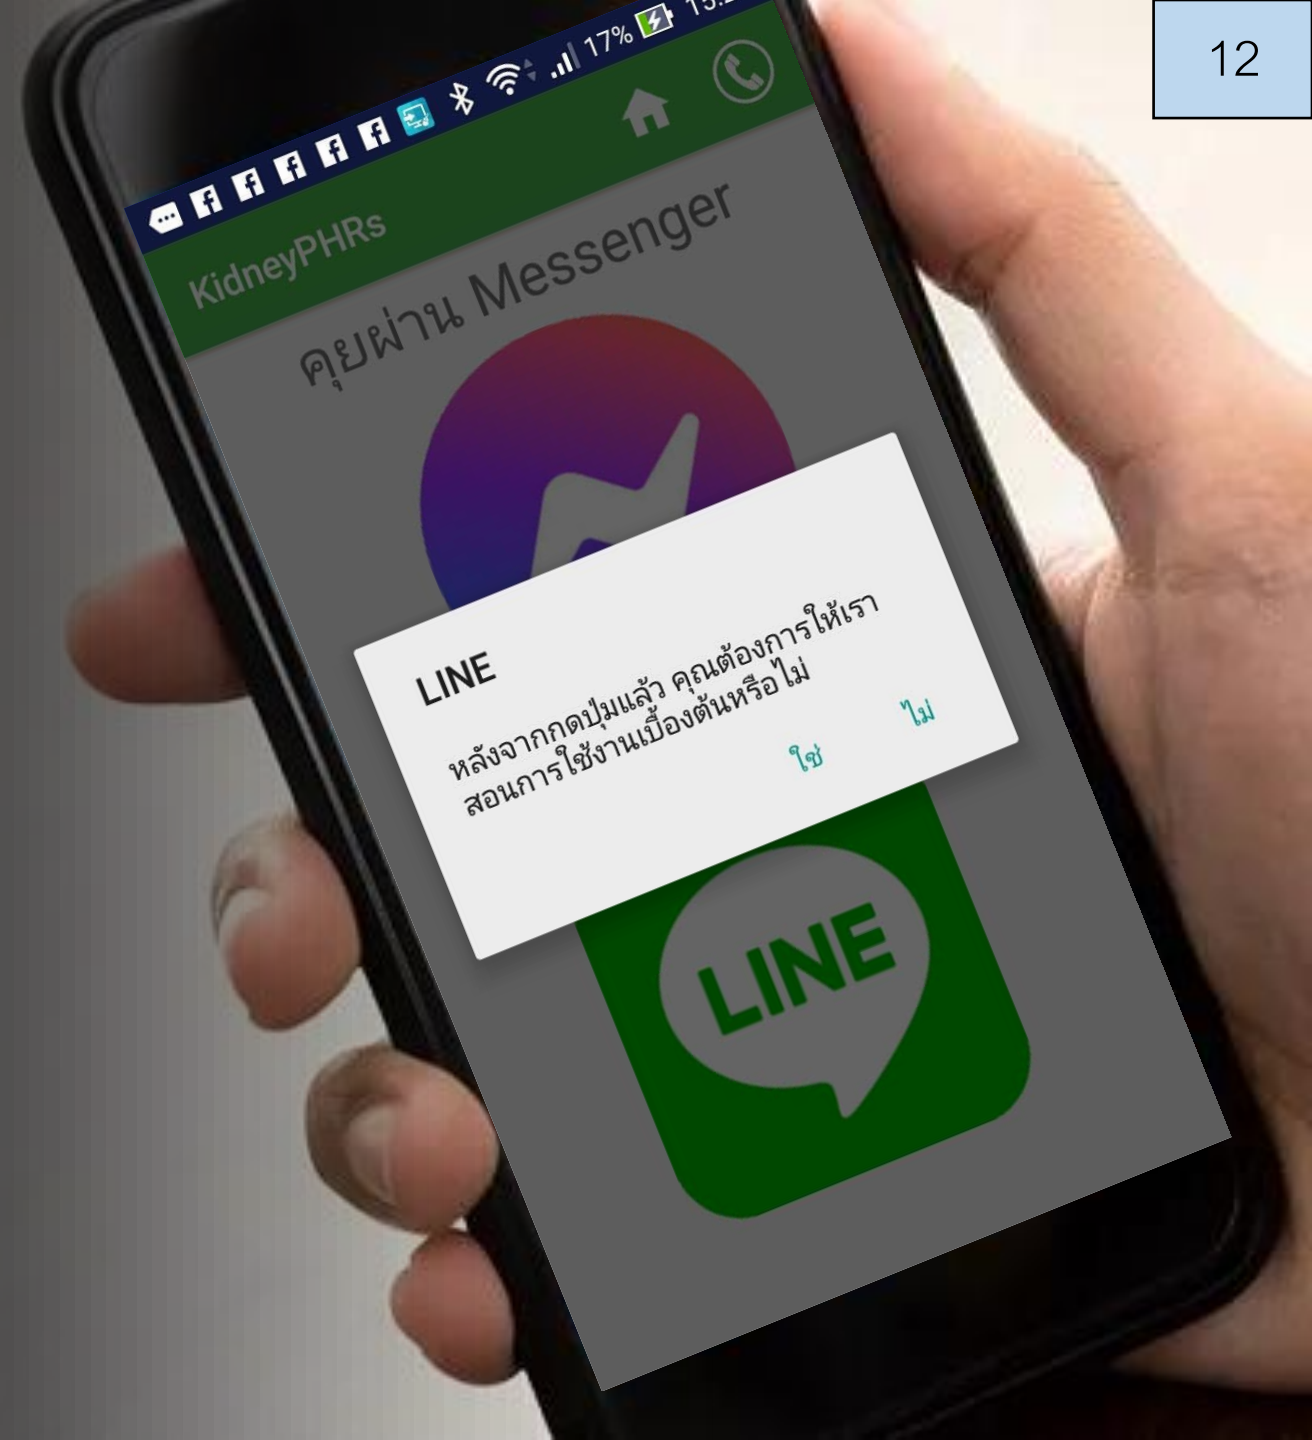 12
17%
KidneyPHRs
คุยผ่าน Messenger
LINE
หลังจากกดปุ่มแล้ว คุณต้องการให้เรา
สอนการใช้งานเบื้องต้นหรือไม่
ใช่ ไม่
LINE